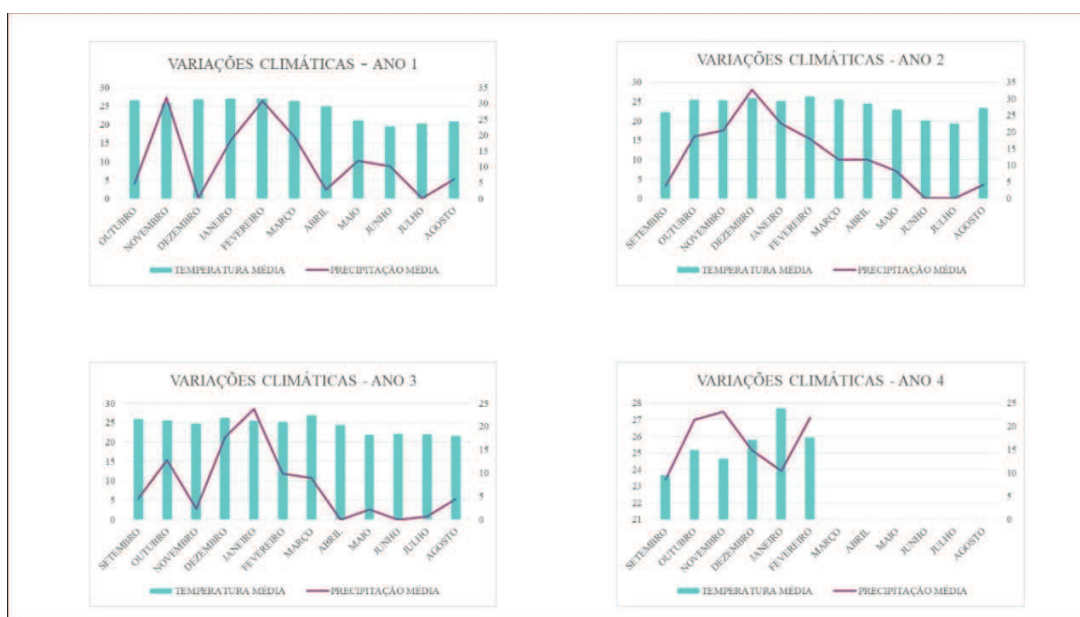 VARIAÇÕES CLIMÁTICAS - ANO 1
30
25
20
15
10
5
0
35
30
25
20
15
10
5
0
OUTUBRO
NOVEMBRO
DEZEMBRO
JANEIRO
FEVEREIRO
MARÇO
ABRIL
MAIO
JUNHO
JULHO
AGOSTO
TEMPERATURA MÉDIA PRECIPITAÇÃO MÉDIA
VARIAÇÕES CLIMÁTICAS - ANO 2
30
25
20
15
10
5
0
35
30
25
20
15
10
5
0
SETEMBRO
OUTUBRO
NOVEMBRO
DEZEMBRO
JANEIRO
FEVEREIRO
MARÇO
ABRIL
MAIO
JUNHO
JULHO
AGOSTO
TEMPERATURA MÉDIA PRECIPITAÇÃO MÉDIA
VARIAÇÕES CLIMÁTICAS - ANO 3
30
25
20
15
10
5
0
25
20
15
10
5
0
SETEMBRO
OUTUBRO
NOVEMBRO
DEZEMBRO
JANEIRO
FEVEREIRO
MARÇO
ABRIL
MAIO
JUNHO
JULHO
AGOSTO
TEMPERATURA MÉDIA PRECIPITAÇÃO MÉDIA
VARIAÇÕES CLIMÁTICAS - ANO 4
28
27
26
25
24
23
22
21
25
20
15
10
5
0
SETEMBRO
OUTUBRO
NOVEMBRO
DEZEMBRO
JANEIRO
FEVEREIRO
MARÇO
ABRIL
MAIO
JUNHO
JULHO
AGOSTO
TEMPERATURA MÉDIA PRECIPITAÇÃO MÉDIA